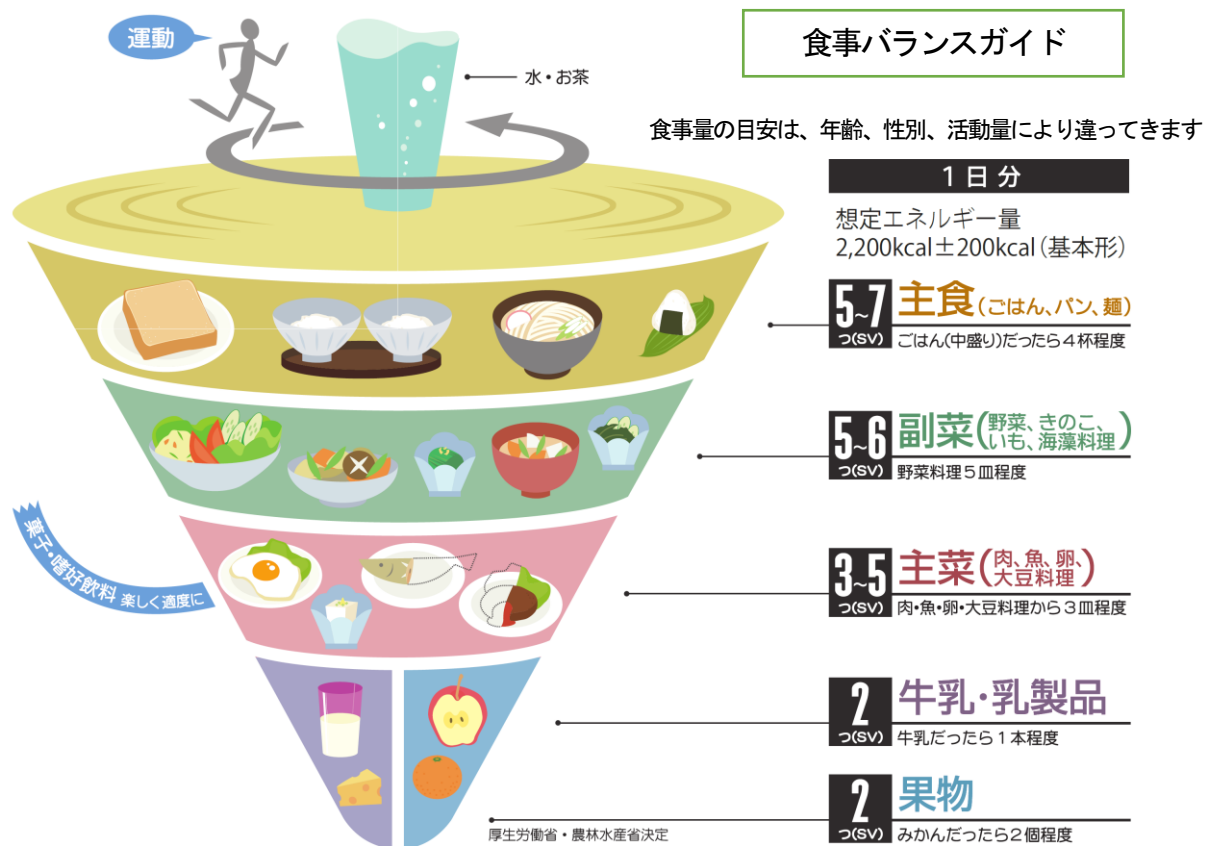 運動
水・お茶
食事バランスガイド
食事量の目安は、年齢、性別、活動量により違ってきます
1日分
想定エネルギー量
2,200kcal±200kcal(基本形)
5~7
つ(SV)
主食(ごはん、パン、麺)
ごはん(中盛り)だったら4杯程度
5~6
つ(SV)
副菜(野菜、きのこ、
いも、海藻料理)
野菜料理5皿程度
菓子・嗜好飲料 楽しく適度に
3~5
つ(SV)
主菜(肉、魚、卵、
大豆料理)
肉・魚・卵・大豆料理から3皿程度
2
つ(SV)
牛乳・乳製品
牛乳だったら1本程度
2
つ(SV)
果物
みかんだったら2個程度
厚生労働省・農林水産省決定